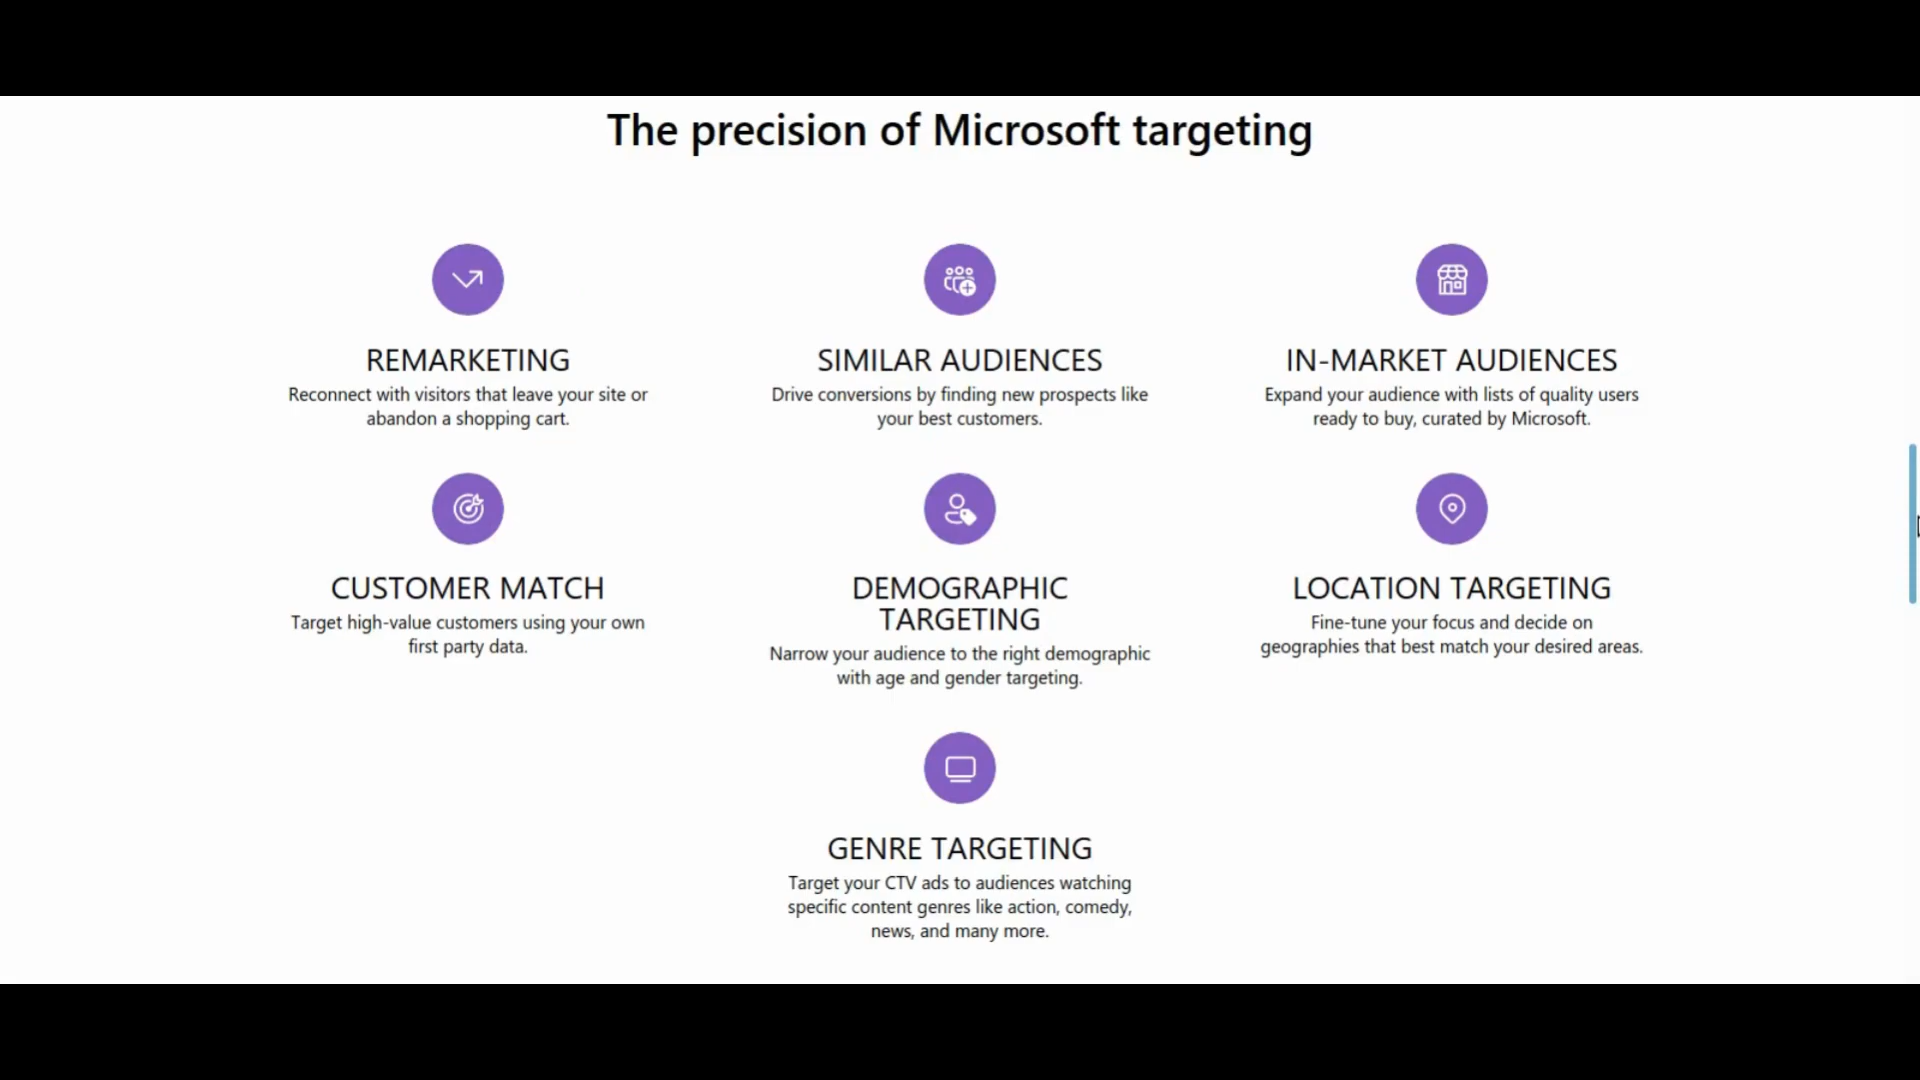 The precision of Microsoft targeting
REMARKETING
Reconnect with visitors that leave your site or
abandon a shopping cart.
SIMILAR AUDIENCES
Drive conversions by finding new prospects like
your best customers.
IN-MARKET AUDIENCES
Expand your audience with lists of quality users
ready to buy, curated by Microsoft.
CUSTOMER MATCH
Target high-value customers using your own
first party data.
DEMOGRAPHIC
TARGETING
Narrow your audience to the right demographic
with age and gender targeting.
LOCATION TARGETING
Fine-tune your focus and decide on
geographies that best match your desired areas.
GENRE TARGETING
Target your CTV ads to audiences watching
specific content genres like action, comedy,
news, and many more.